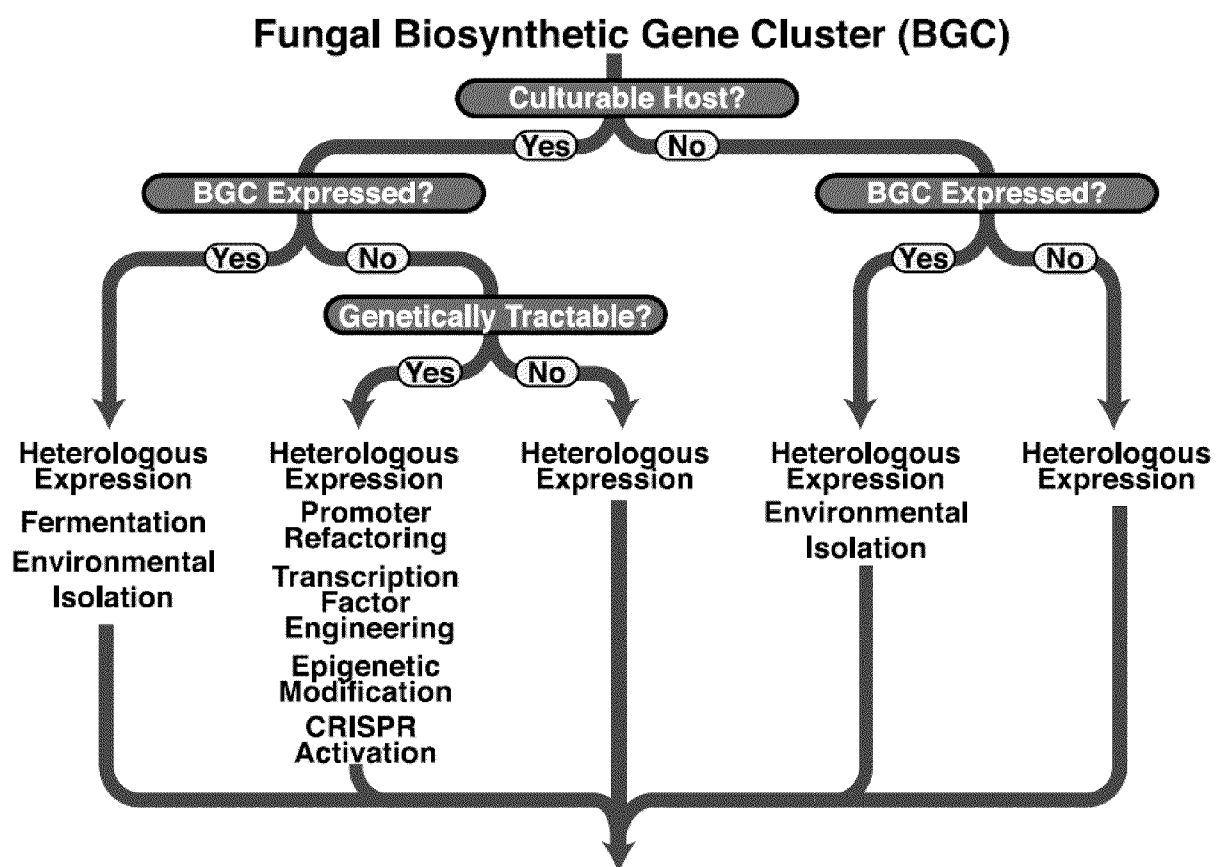 Fungal Biosynthetic Gene Cluster (BGC)
Culturable Host?
Yes
No
BGC Expressed?
BGC Expressed?
Yes
No
Yes
No
Genetically Tractable?
Yes
No
Heterologous
Expression
Fermentation
Environmental
Isolation
Heterologous
Expression
Promoter
Refactoring
Transcription
Factor
Engineering
Epigenetic
Modification
CRISPR
Activation
Heterologous
Expression
Heterologous
Expression
Environmental
Isolation
Heterologous
Expression